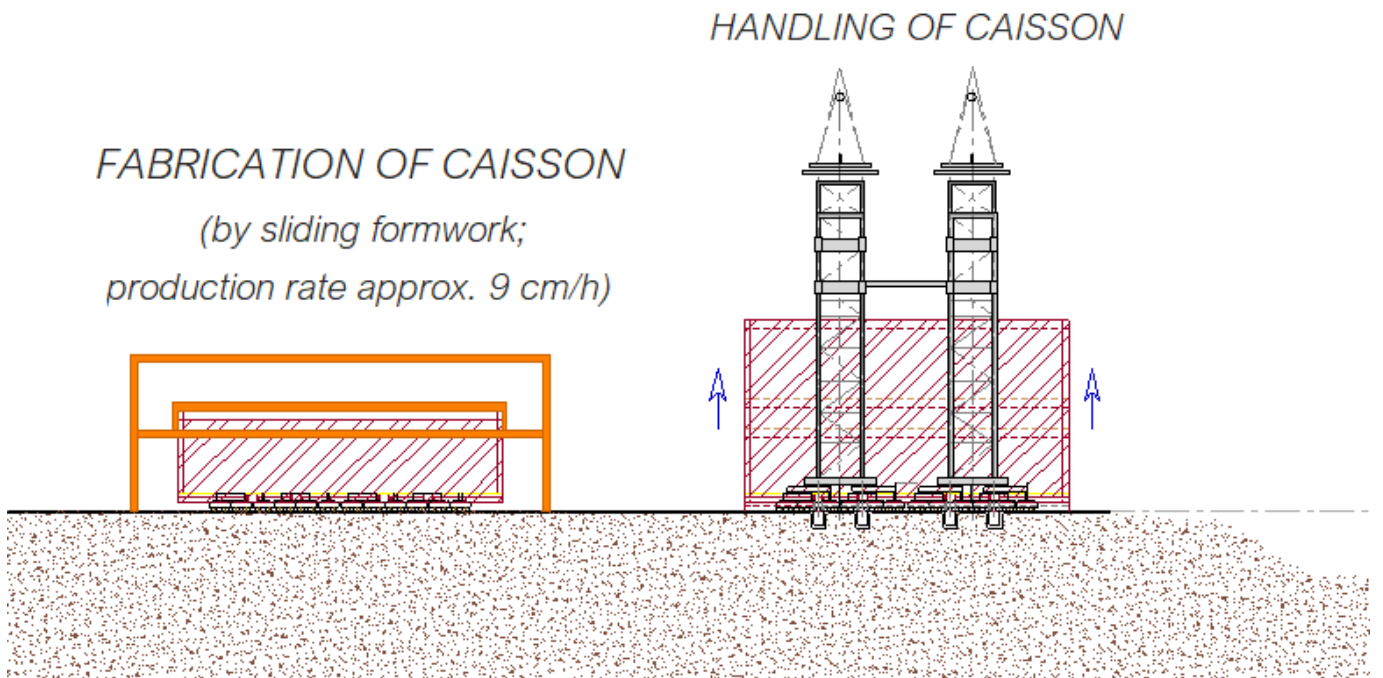 HANDLING OF CAISSON
FABRICATION OF CAISSON
(by sliding formwork;
production rate approx. 9 cm/h)